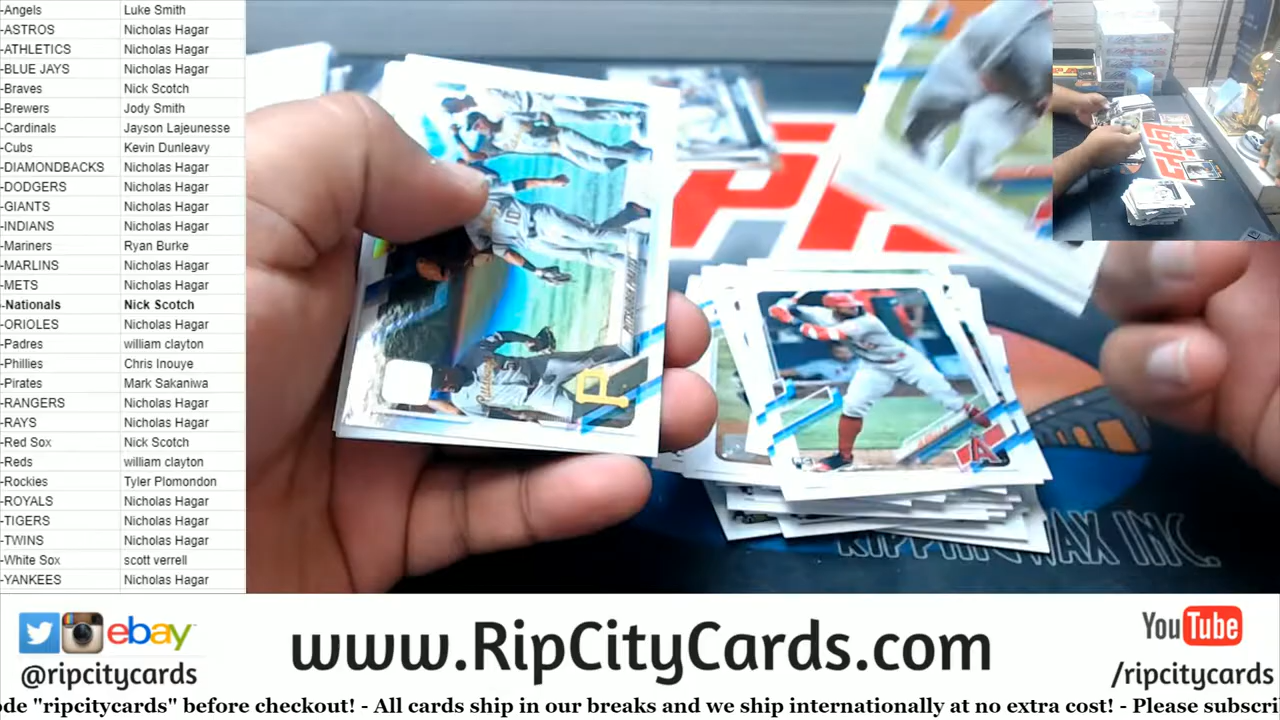 -Angels Luke Smith
-ASTROS Nicholas Hagar
-ATHLETICS Nicholas Hagar
-BLUE JAYS Nicholas Hagar
-Braves Nick Scotch
-Brewers Jody Smith
-Cardinals Jayson Lajeunesse
-Cubs Kevin Dunleavy
-DIAMONDBACKS Nicholas Hagar
-DODGERS Nicholas Hagar
-GIANTS Nicholas Hagar
-INDIANS Nicholas Hagar
-Mariners Ryan Burke
-MARLINS Nicholas Hagar
-METS Nicholas Hagar
-Nationals Nick Scotch
-ORIOLES Nicholas Hagar
-Padres william clayton
-Phillies Chris Inouye
-Pirates Mark Sakaniwa
-RANGERS Nicholas Hagar
-RAYS Nicholas Hagar
-Red Sox Nick Scotch
-Reds william clayton
-Rockies Tyler Plomondon
-ROYALS Nicholas Hagar
-TIGERS Nicholas Hagar
-TWINS Nicholas Hagar
-White Sox scott verrell
-YANKEES Nicholas Hagar
10
P
A
RIPPIN WAX INC.
ebay
@ripcitycards
www.RipCityCards.com
YouTube
/ripcitycards
ode "ripcitycards" before checkout! - All cards ship in our breaks and we ship internationally at no extra cost! - Please subscri